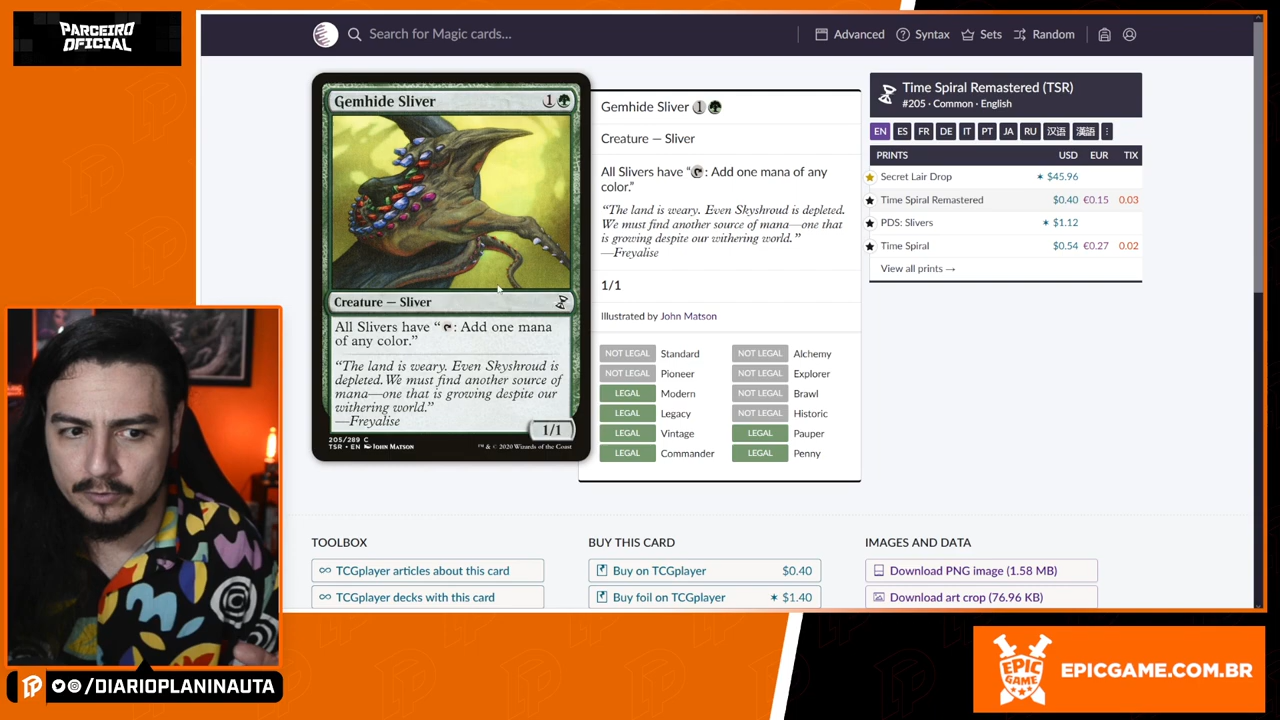 PARCEIRO
OFICIAL
Search for Magic cards...
Advanced
Syntax
Sets
Random
Gemhide Sliver 1
Creature — Sliver
All Slivers have “ : Add one mana
of any color.”
“The land is weary. Even Skyshroud is
depleted. We must find another source of
mana—one that is growing despite our
withering world.”
—Freyalise
1/1
205/289 C
TSR • EN JOHN MATSON
™ & © 2020 Wizards of the Coast
Gemhide Sliver 1
Creature — Sliver
All Slivers have “ : Add one mana of any
color.”
“The land is weary. Even Skyshroud is depleted.
We must find another source of mana—one that
is growing despite our withering world.”
—Freyalise
1/1
Illustrated by John Matson
NOT LEGAL Standard NOT LEGAL Alchemy
NOT LEGAL Pioneer NOT LEGAL Explorer
LEGAL Modern NOT LEGAL Brawl
LEGAL Legacy NOT LEGAL Historic
LEGAL Vintage LEGAL Pauper
LEGAL Commander LEGAL Penny
Time Spiral Remastered (TSR)
#205 · Common · English
EN ES FR DE IT PT JA RU 汉语 漢語
PRINTS USD EUR TIX
Secret Lair Drop $45.96
Time Spiral Remastered $0.40 €0.15 0.03
PDS: Slivers $1.12
Time Spiral $0.54 €0.27 0.02
View all prints →
TOOLBOX
TCGplayer articles about this card
TCGplayer decks with this card
BUY THIS CARD
Buy on TCGplayer $0.40
Buy foil on TCGplayer $1.40
IMAGES AND DATA
Download PNG image (1.58 MB)
Download art crop (76.96 KB)
/DIARIOPLANINAUTA
EPIC
GAME
EPICGAME.COM.BR